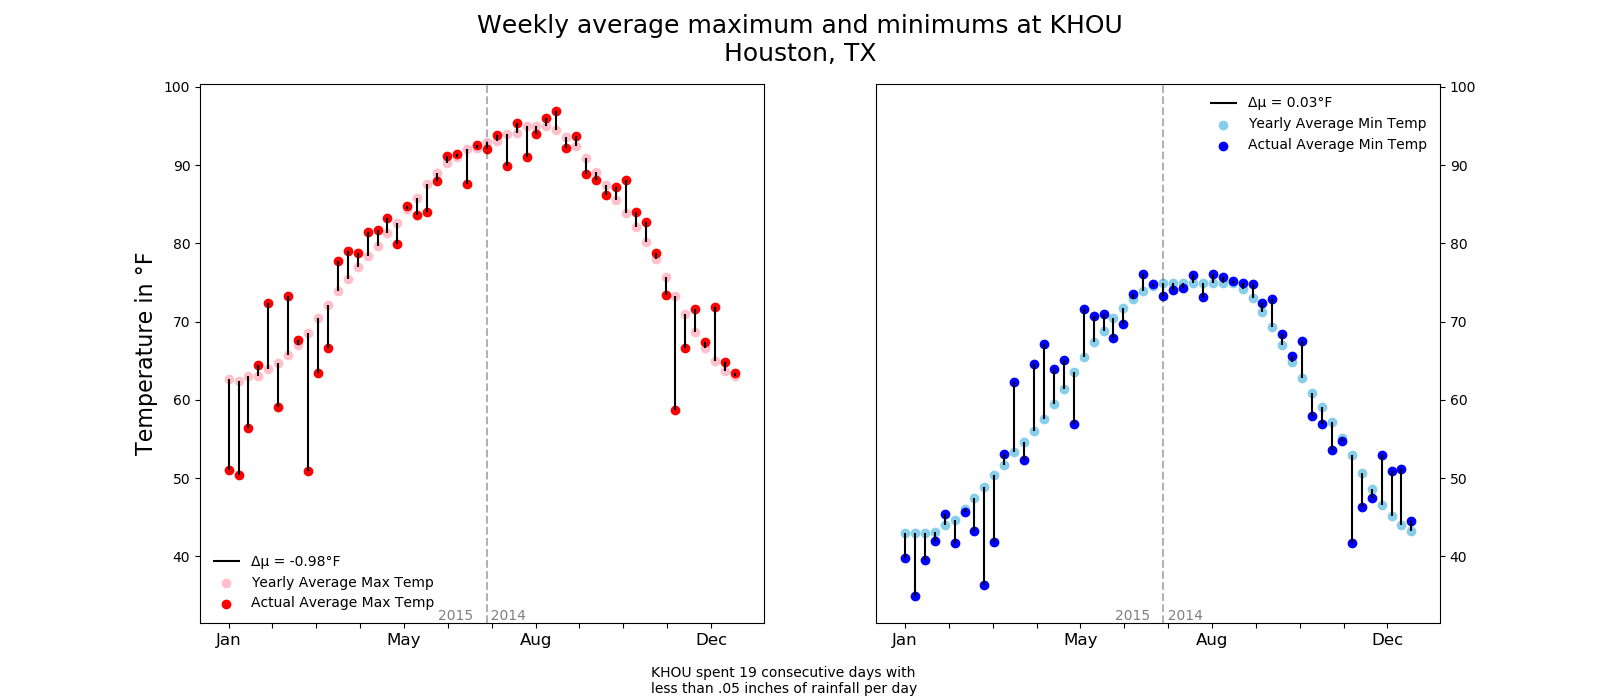 Weekly average maximum and minimums at KHOU
Houston, TX
Temperature in °F
100
90
80
70
60
50
40
Δμ = -0.98°F
Yearly Average Max Temp
Actual Average Max Temp
2015 2014
Jan May Aug Dec
Δμ = 0.03°F
Yearly Average Min Temp
Actual Average Min Temp
100
90
80
70
60
50
40
2015 2014
Jan May Aug Dec
KHOU spent 19 consecutive days with
less than .05 inches of rainfall per day